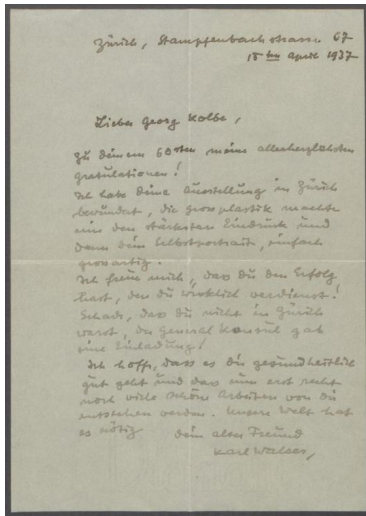 Zürich, Stampfenbachstrasse 67
15ten April 1937
Lieber Georg Kolbe,
zu deinem 60sten meine allerherzlichsten
gratulationen!
Ich habe deine Ausstellung in Zürich
bewundert, die grossplastik machte
mir den stärksten Eindruck und
dann dein Selbstportrait, einfach
grossartig.
Ich freue mich, dass du den Erfolg
hast, den du wirklich verdienst!
Schade, dass du nicht in Zürich
warst, der General Konsul gab
eine Einladung!
Ich hoffe, dass es dir gesundheitlich
gut geht und dass nun erst recht
noch viele schöne Arbeiten von dir
entstehen werden. Unsere Welt hat
es nötig
dein alter Freund
Karl Walser,